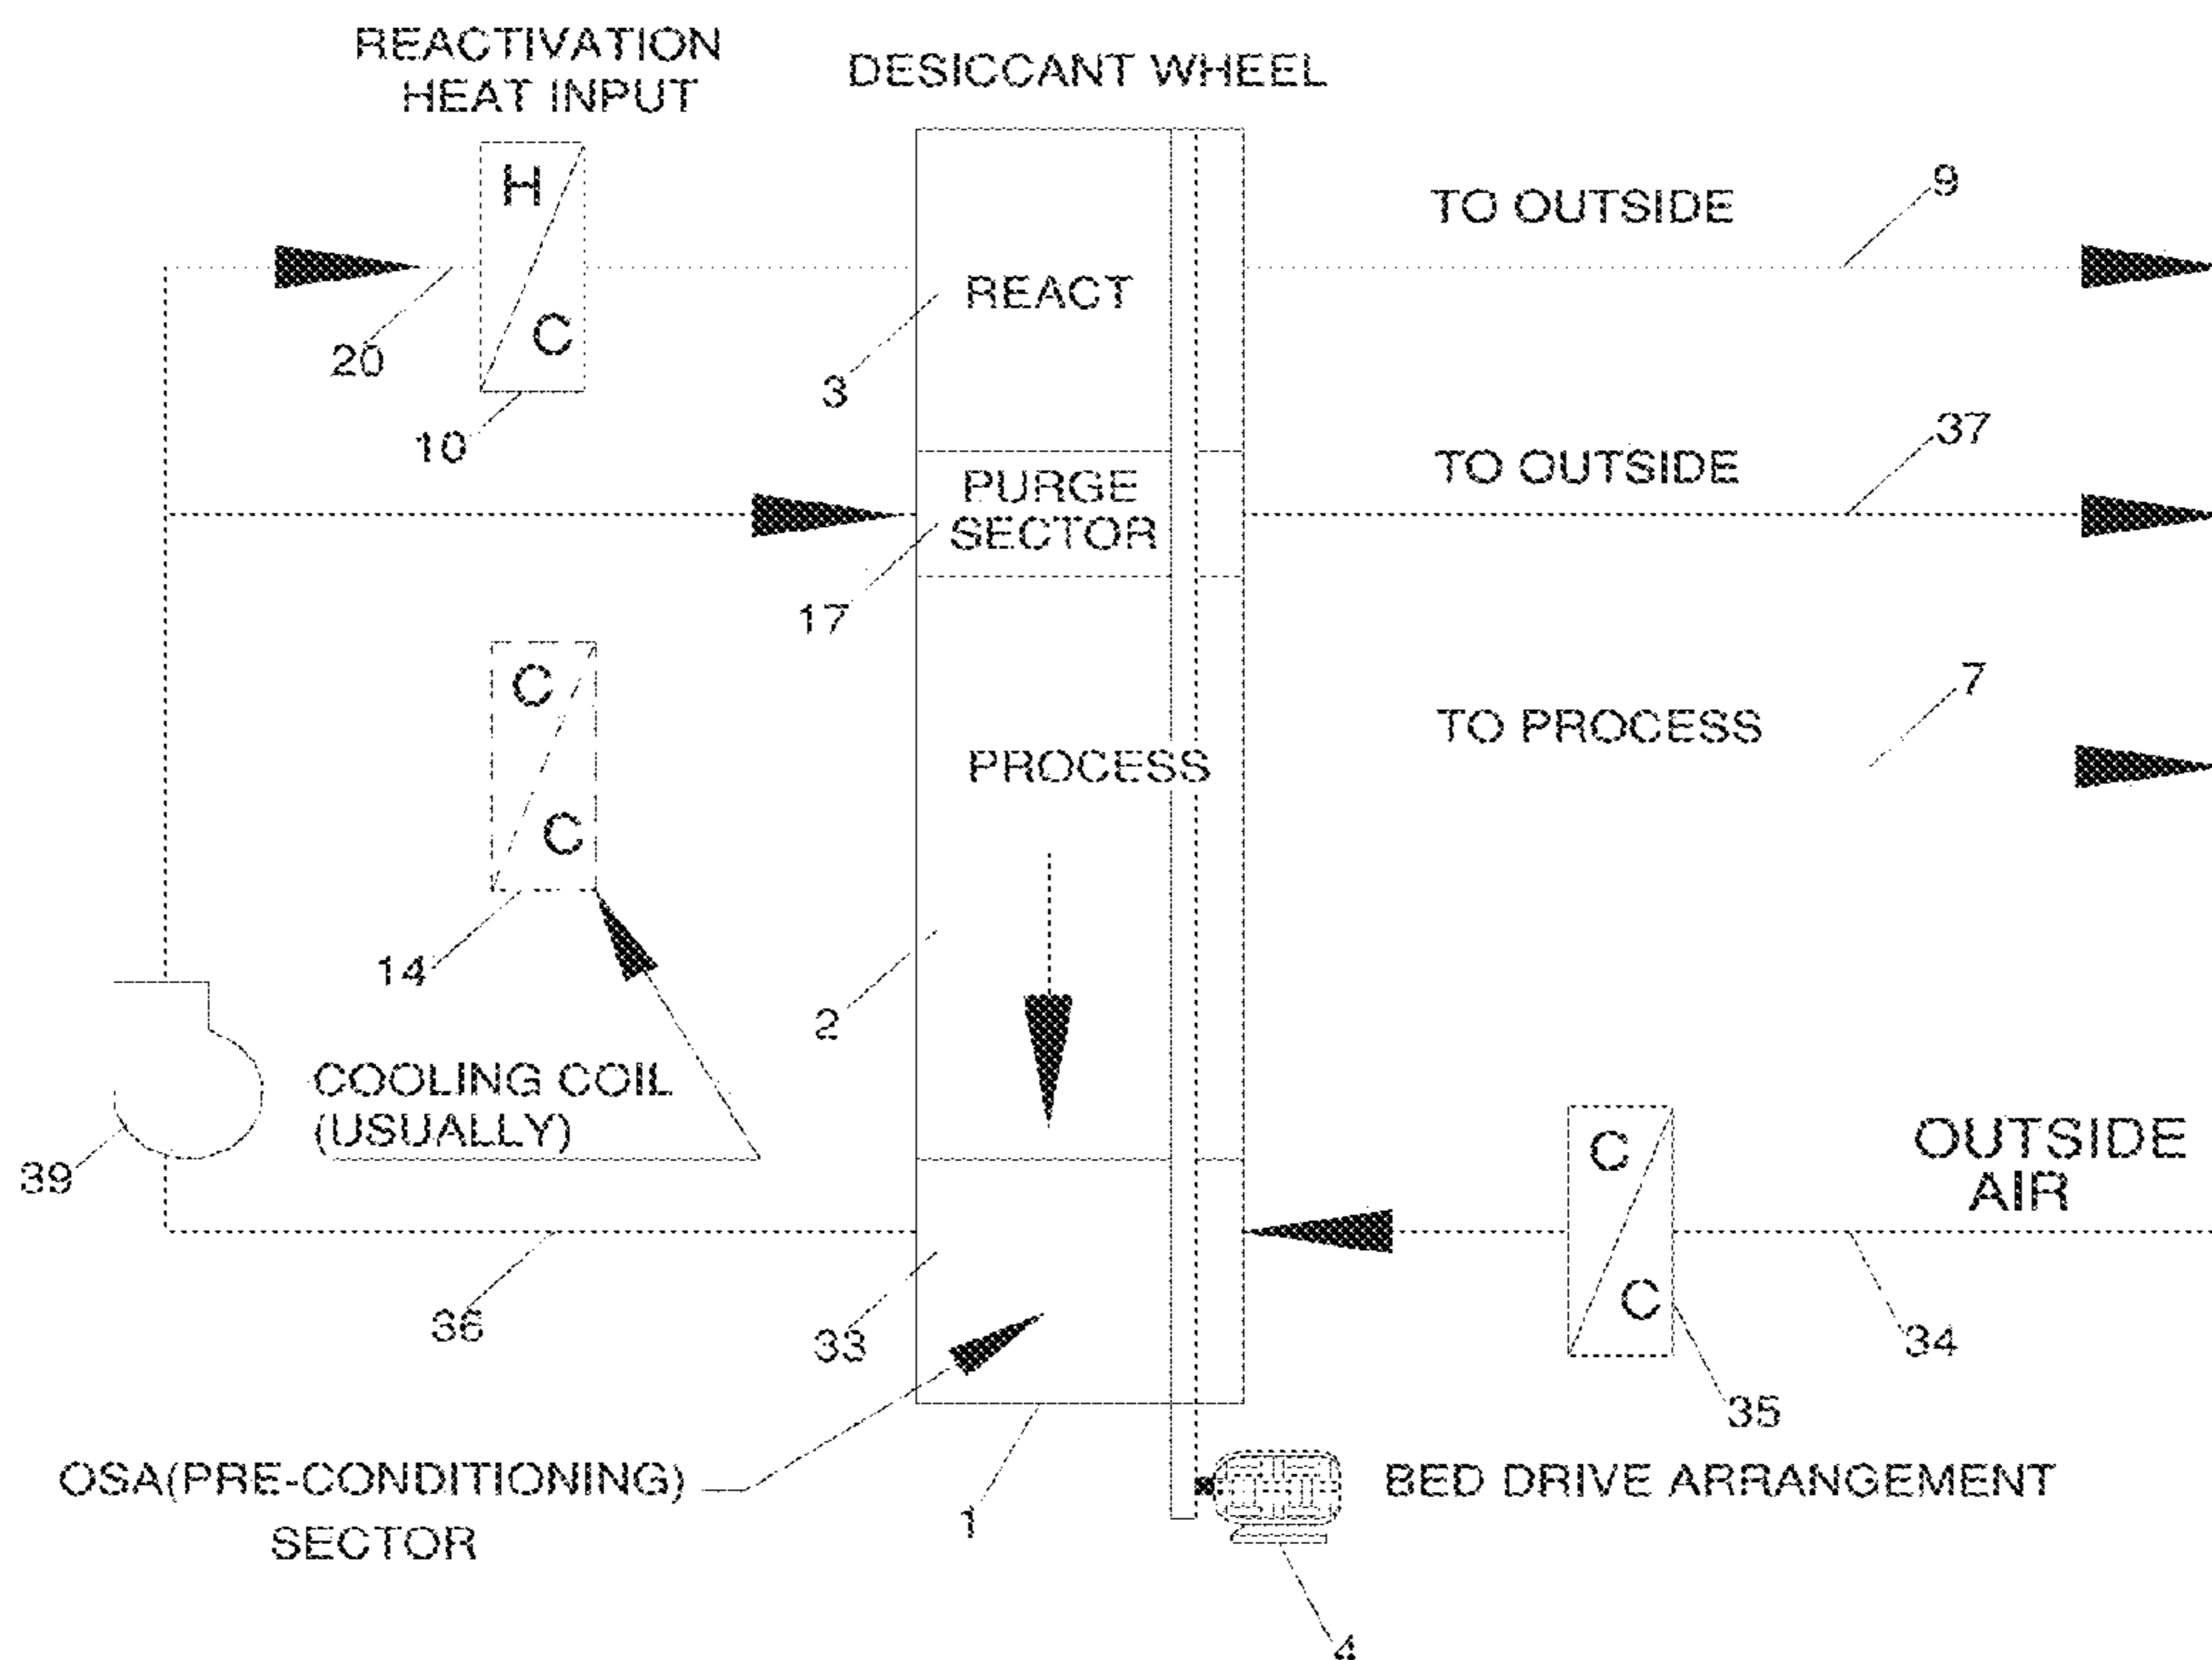 REACTIVATION
HEAT INPUT
DESICCANT WHEEL
H
C
20
10
REACT
3
TO OUTSIDE
9
PURGE
SECTOR
17
TO OUTSIDE
37
C
C
14
PROCESS
2
TO PROCESS
7
COOLING COIL
(USUALLY)
39
36
33
C
C
35
OUTSIDE
AIR
34
OSA(PRE-CONDITIONING)
SECTOR
1
BED DRIVE ARRANGEMENT
4